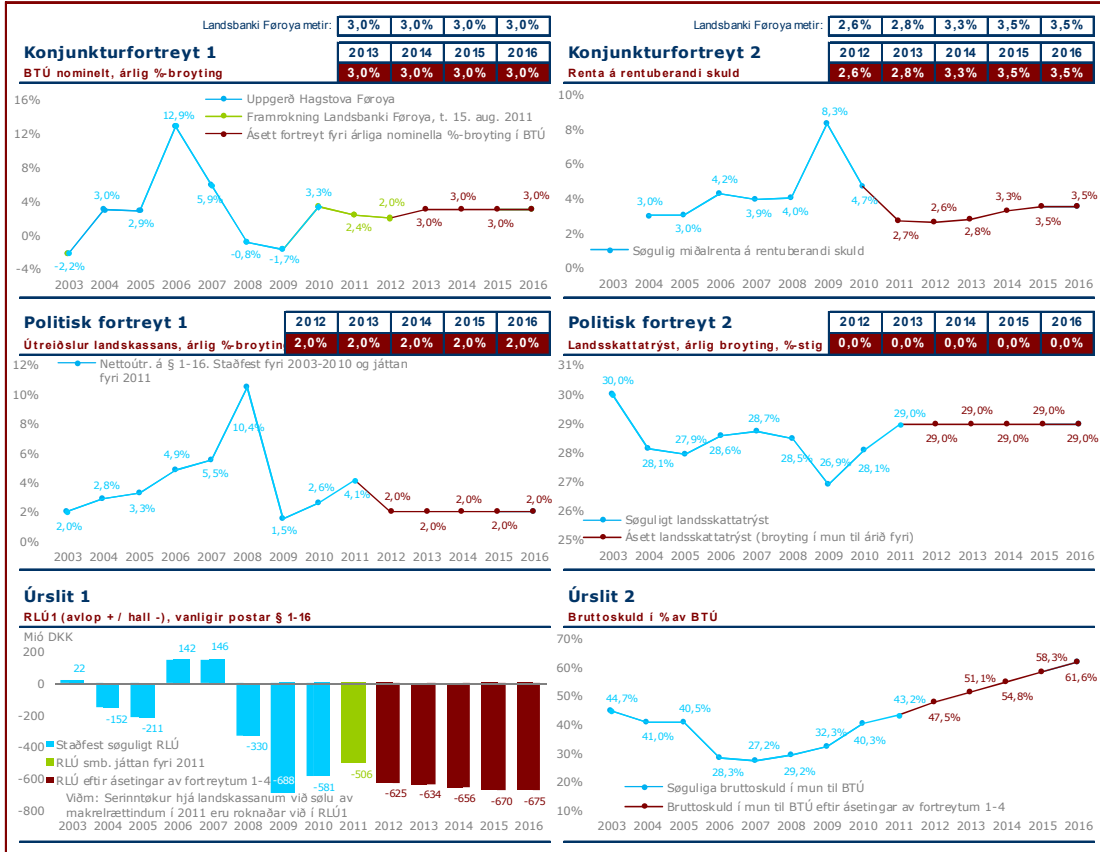 Landsbanki Føroya metir: 3,0% 3,0% 3,0% 3,0%
Konjunkturfortreyt 1 2013 2014 2015 2016
BTÚ nominelt, árlig %-broyting 3,0% 3,0% 3,0% 3,0%
Uppgerð Hagstova Føroya
Framrokning Landsbanki Føroya, t. 15. aug. 2011
Ásett fortreyt fyri árliga nominella %-broyting í BTÚ
16%
12%
8%
4%
0%
-4%
-2,2% 3,0% 2,9% 12,9% 5,9% -0,8% -1,7% 3,3% 2,4% 2,0% 3,0% 3,0% 3,0% 3,0%
2003 2004 2005 2006 2007 2008 2009 2010 2011 2012 2013 2014 2015 2016
Landsbanki Føroya metir: 2,6% 2,8% 3,3% 3,5% 3,5%
Konjunkturfortreyt 2 2012 2013 2014 2015 2016
Renta á rentuberandi skuld 2,6% 2,8% 3,3% 3,5% 3,5%
10%
8%
6%
4%
2%
0%
3,0% 3,0% 4,2% 3,9% 4,0% 8,3% 4,7% 2,7% 2,6% 2,8% 3,3% 3,5% 3,5%
Søgulig miðalrenta á rentuberandi skuld
2003 2004 2005 2006 2007 2008 2009 2010 2011 2012 2013 2014 2015 2016
Politisk fortreyt 1 2012 2013 2014 2015 2016
Útreiðslur landskassans, árlig %-broyting 2,0% 2,0% 2,0% 2,0% 2,0%
Nettoútr. á § 1-16. Staðfest fyri 2003-2010 og játtan
fyri 2011
12%
10%
8%
6%
4%
2%
0%
2,0% 2,8% 3,3% 4,9% 5,5% 10,4% 1,5% 2,6% 4,1% 2,0% 2,0% 2,0% 2,0% 2,0%
2003 2004 2005 2006 2007 2008 2009 2010 2011 2012 2013 2014 2015 2016
Politisk fortreyt 2 2012 2013 2014 2015 2016
Landsskattatrýst, árlig broyting, %-stig 0,0% 0,0% 0,0% 0,0% 0,0%
31%
30%
29%
28%
27%
26%
25%
30,0% 28,1% 27,9% 28,6% 28,7% 28,5% 26,9% 28,1% 29,0% 29,0% 29,0% 29,0% 29,0% 29,0%
Søguligt landsskattatrýst
Ásett landsskattatrýst (broyting í mun til árið fyri)
2003 2004 2005 2006 2007 2008 2009 2010 2011 2012 2013 2014 2015 2016
Úrslit 1
RLÚ1 (avlop + / hall -), vanligir postar § 1-16
Mió DKK
200
0
-200
-400
-600
-800
22 -152 -211 142 146 -330 -688 -581 -506 -625 -634 -656 -670 -675
Staðfest søguligt RLÚ
RLÚ smb. játtan fyri 2011
RLÚ eftir ásetingar av fortreytum 1-4
Viðm: Serinntøkur hjá landskassanum við sølu av
makrelrættindum í 2011 eru roknaðar við í RLÚ1
2003 2004 2005 2006 2007 2008 2009 2010 2011 2012 2013 2014 2015 2016
Úrslit 2
Bruttoskuld í % av BTÚ
70%
60%
50%
40%
30%
20%
10%
44,7% 41,0% 40,5% 28,3% 27,2% 29,2% 32,3% 40,3% 43,2% 47,5% 51,1% 54,8% 58,3% 61,6%
Søguliga bruttoskuld í mun til BTÚ
Bruttoskuld í mun til BTÚ eftir ásetingar av fortreytum 1-4
2003 2004 2005 2006 2007 2008 2009 2010 2011 2012 2013 2014 2015 2016